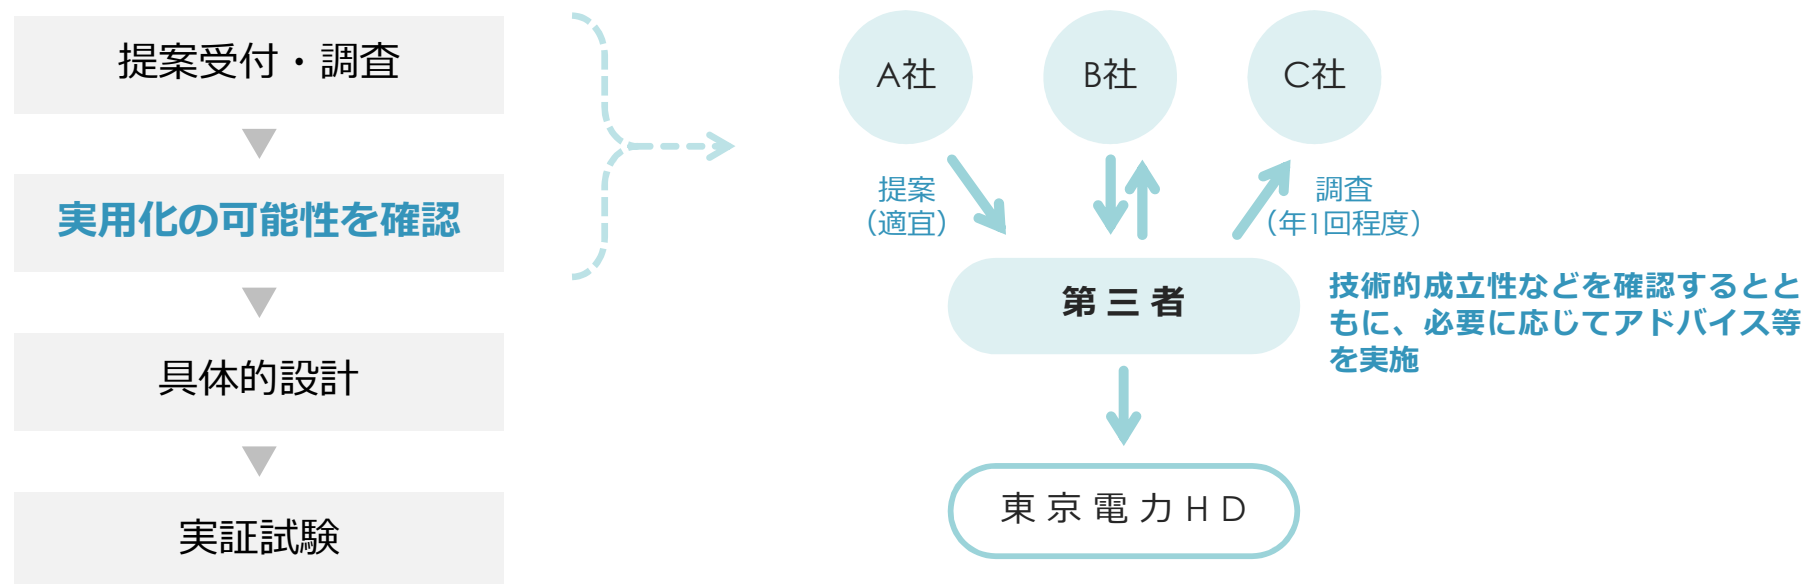 提案受付・調査
実用化の可能性を確認
具体的設計
実証試験
A社
B社
C社
提案
（適宜）
調査
（年1回程度）
第三者
技術的成立性などを確認するとと
もに、必要に応じてアドバイス等
を実施
東京電力HD